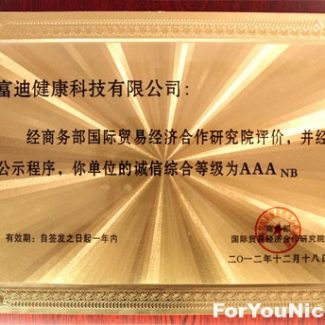 富迪健康科技有限公司:
经商务部国际贸易经济合作研究院评价，并经
公示程序，你单位的诚信综合等级为AAA NB
有效期：自签发之日起一年内
商务部
国际贸易经济合作研究院
二〇一二年十二月十八日
ForYouNic